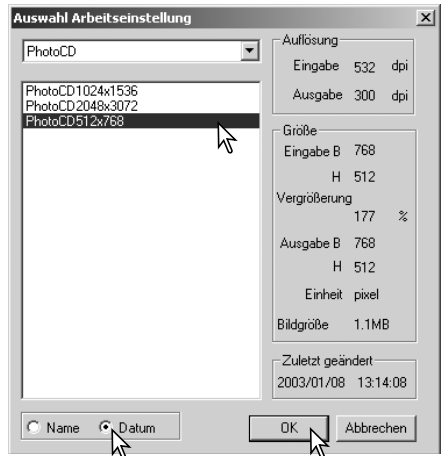 Auswahl Arbeitseinstellung
PhotoCD
PhotoCD1024x1536
PhotoCD2048x3072
PhotoCD512x768
Auflösung
Eingabe 532 dpi
Ausgabe 300 dpi
Größe
Eingabe B 768
H 512
Vergrößerung
177 %
Ausgabe B 768
H 512
Einheit pixel
Bildgröße 1.1MB
Zuletzt geändert
2003/01/08 13:14:08
Name Datum OK Abbrechen